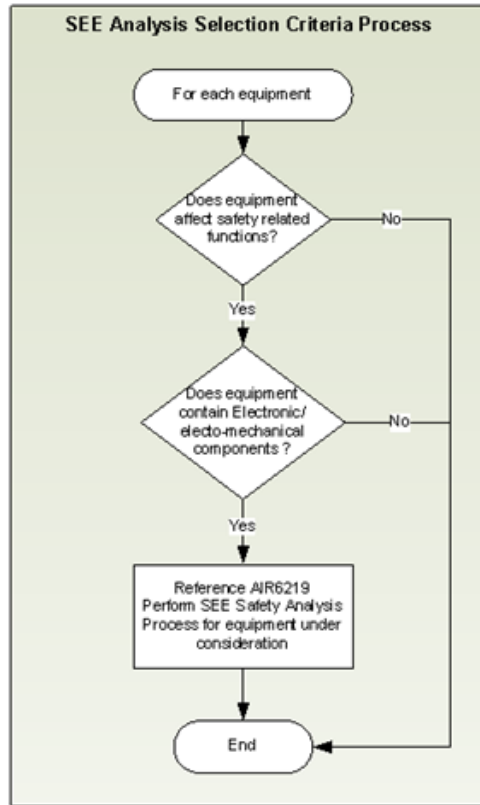 SEE Analysis Selection Criteria Process
For each equipment
Does equipment
affect safety related
functions?
No
Yes
Does equipment
contain Electronic/
electo-mechanical
components ?
No
Yes
Reference AIR6219
Perform SEE Safety Analysis
Process for equipment under
consideration
End